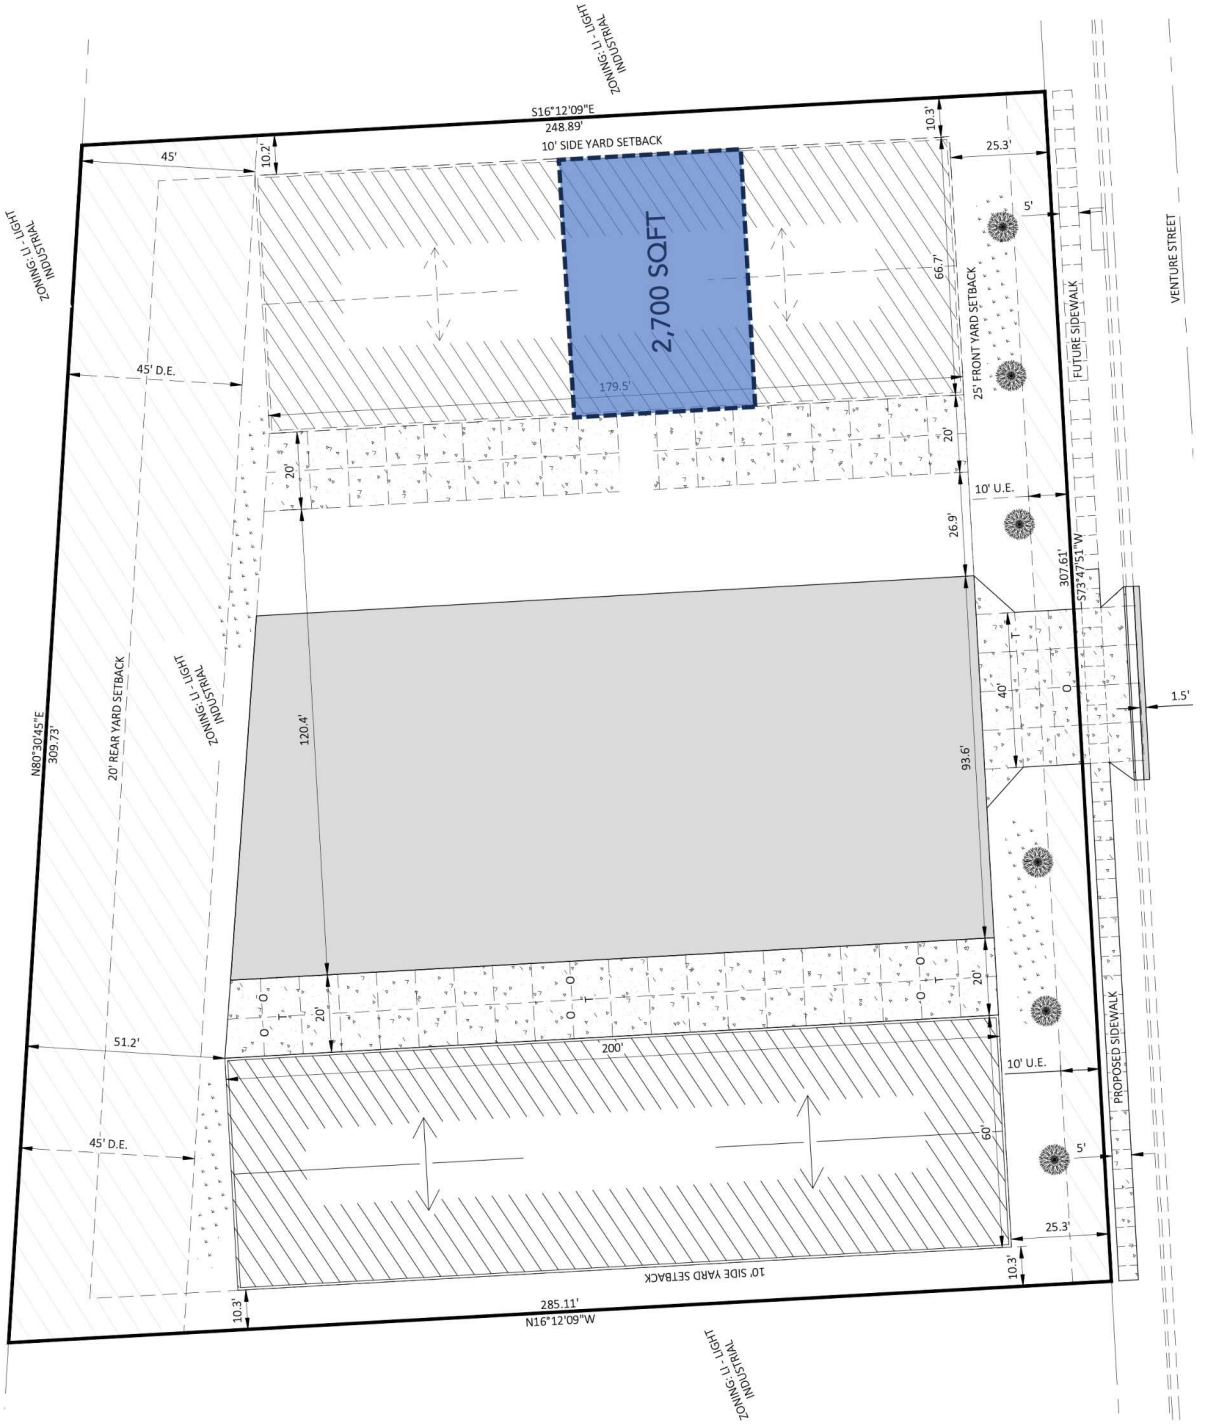 ZONING: LI - LIGHT
INDUSTRIAL
S16°12'09"E
248.89'
10' SIDE YARD SETBACK
10.3'
10.2'
45'
25.3'
5'
ZONING: LI - LIGHT
INDUSTRIAL
2,700 SQFT
66.7'
VENTURE STREET
FUTURE SIDEWALK
25' FRONT YARD SETBACK
45' D.E.
179.5'
20'
20'
10' U.E.
26.9'
307.61'
S73°47'51"W
ZONING: LI - LIGHT
INDUSTRIAL
20' REAR YARD SETBACK
N80°30'45"E
309.73'
120.4'
40'
T
O
1.5'
93.6'
O
O
T
20'
O
O
T
O
O
T
20'
51.2'
200'
10' U.E.
PROPOSED SIDEWALK
45' D.E.
60'
5'
25.3'
10' SIDE YARD SETBACK
10.3'
10.3'
285.11'
N16°12'09"W
ZONING: LI - LIGHT
INDUSTRIAL